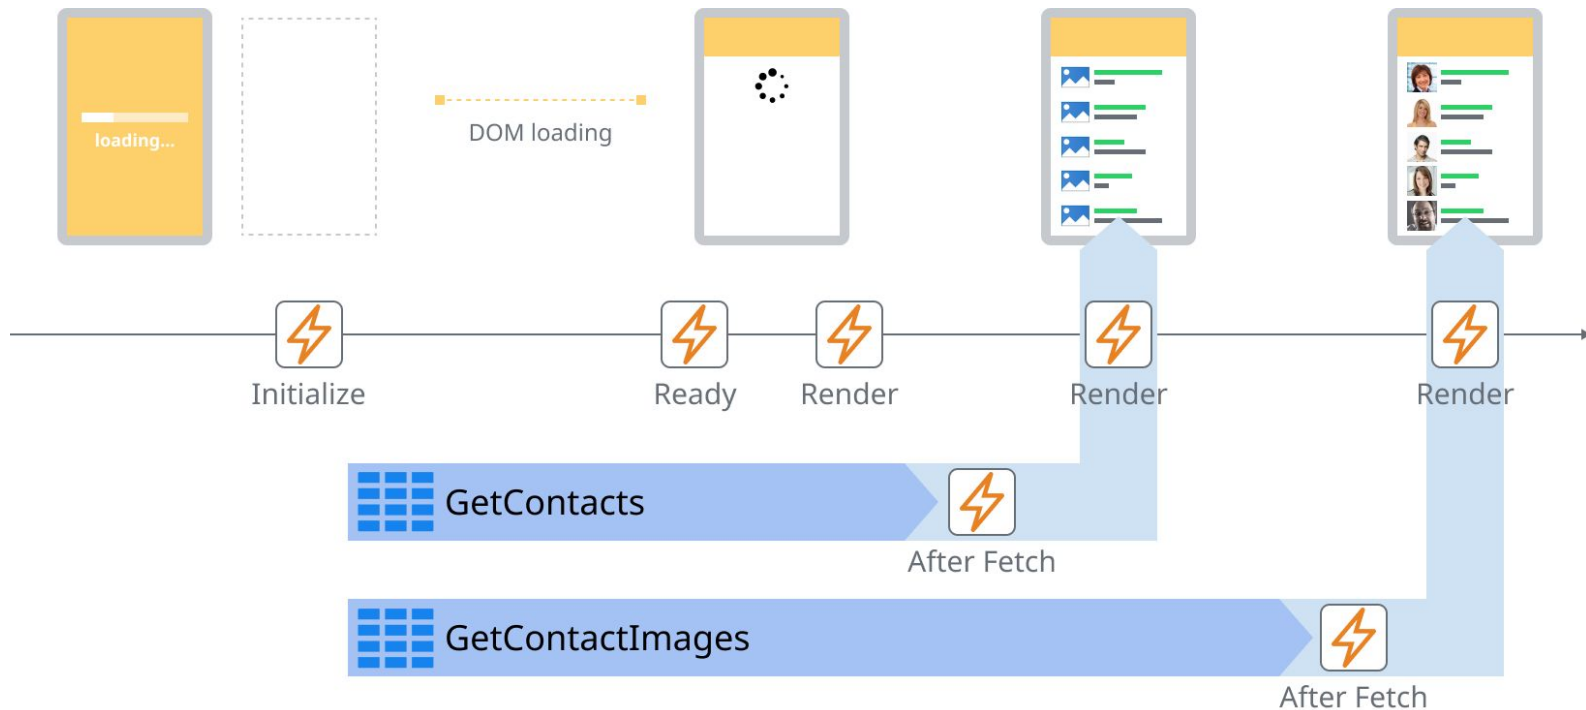 loading...
DOM loading
Initialize
Ready
Render
Render
Render
GetContacts
After Fetch
GetContactImages
After Fetch